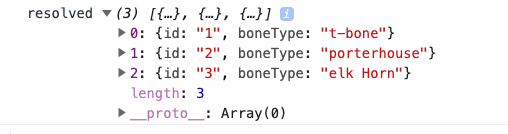 resolved ▼(3) [{…}, {…}, {…}] i
▶0: {id: "1", boneType: "t-bone"}
▶1: {id: "2", boneType: "porterhouse"}
▶2: {id: "3", boneType: "elk Horn"}
length: 3
▶__proto__: Array(0)